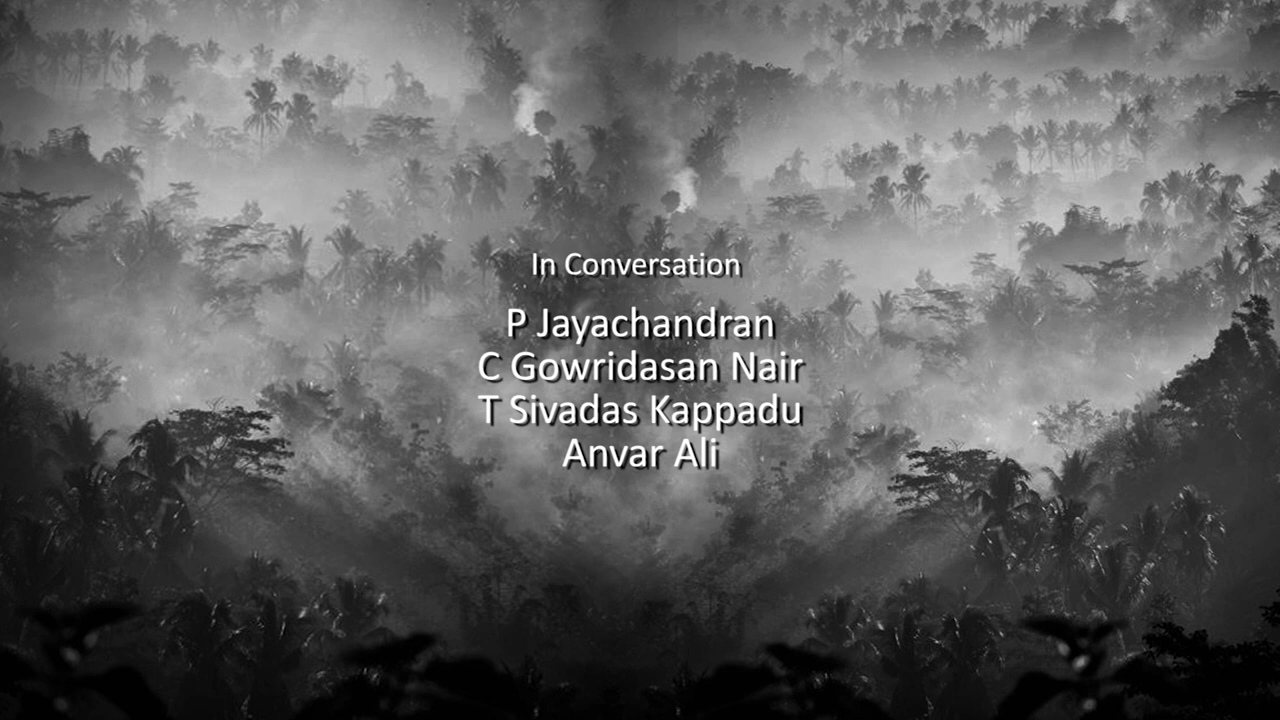 In Conversation
P Jayachandran
C Gowridasan Nair
T Sivadas Kappadu
Anvar Ali